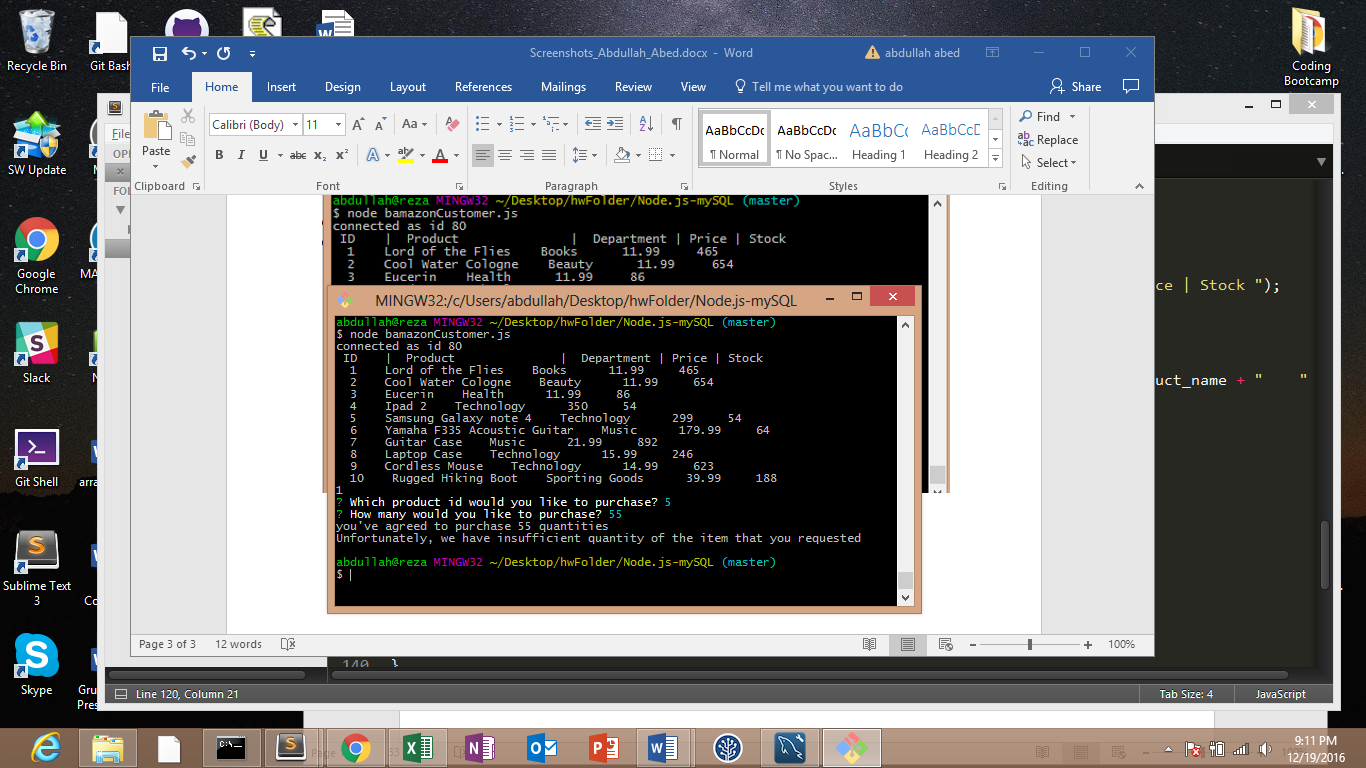 Recycle Bin
Git Bash
Coding
Bootcamp
Screenshots_Abdullah_Abed.docx - Word
abdullah abed
File Home Insert Design Layout References Mailings Review View Tell me what you want to do Share
Paste
Calibri (Body) 11
AaBbCcDc AaBbCcDc AaBbCc AaBbCcD
¶ Normal ¶ No Spac... Heading 1 Heading 2
Find
Replace
Select
Clipboard Font Paragraph Styles Editing
SW Update
Google
Chrome
Slack
Git Shell
Sublime Text
3
Skype
File
OPE
FOL
abdullah@reza MINGW32 ~/Desktop/hwFolder/Node.js-mySQL (master)
$ node bamazonCustomer.js
connected as id 80
ID | Product | Department | Price | Stock
1 Lord of the Flies Books 11.99 465
2 Cool Water Cologne Beauty 11.99 654
3 Eucerin Health 11.99 86
MINGW32:/c/Users/abdullah/Desktop/hwFolder/Node.js-mySQL
abdullah@reza MINGW32 ~/Desktop/hwFolder/Node.js-mySQL (master)
$ node bamazonCustomer.js
connected as id 80
ID | Product | Department | Price | Stock
1 Lord of the Flies Books 11.99 465
2 Cool Water Cologne Beauty 11.99 654
3 Eucerin Health 11.99 86
4 Ipad 2 Technology 350 54
5 Samsung Galaxy note 4 Technology 299 54
6 Yamaha F335 Acoustic Guitar Music 179.99 64
7 Guitar Case Music 21.99 892
8 Laptop Case Technology 15.99 246
9 Cordless Mouse Technology 14.99 623
10 Rugged Hiking Boot Sporting Goods 39.99 188
1
? Which product id would you like to purchase? 5
? How many would you like to purchase? 55
you've agreed to purchase 55 quantities
Unfortunately, we have insufficient quantity of the item that you requested
abdullah@reza MINGW32 ~/Desktop/hwFolder/Node.js-mySQL (master)
$
ce | Stock ");
uct_name + " "
Page 3 of 3 12 words 100%
140 }
Line 120, Column 21 Tab Size: 4 JavaScript
9:11 PM
12/19/2016